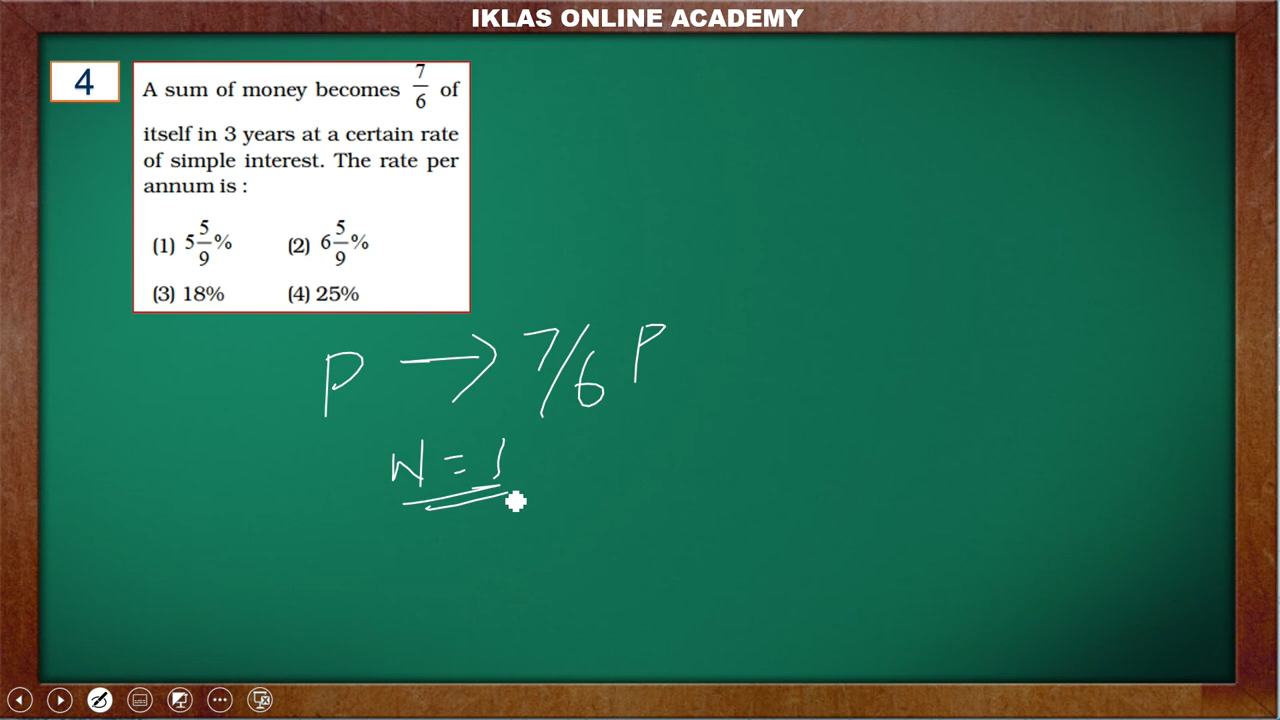 IKLAS ONLINE ACADEMY
4
A sum of money becomes 7/6 of
itself in 3 years at a certain rate
of simple interest. The rate per
annum is :
(1) 5 5/9% (2) 6 5/9%
(3) 18% (4) 25%
P → 7/6 P
N = 1